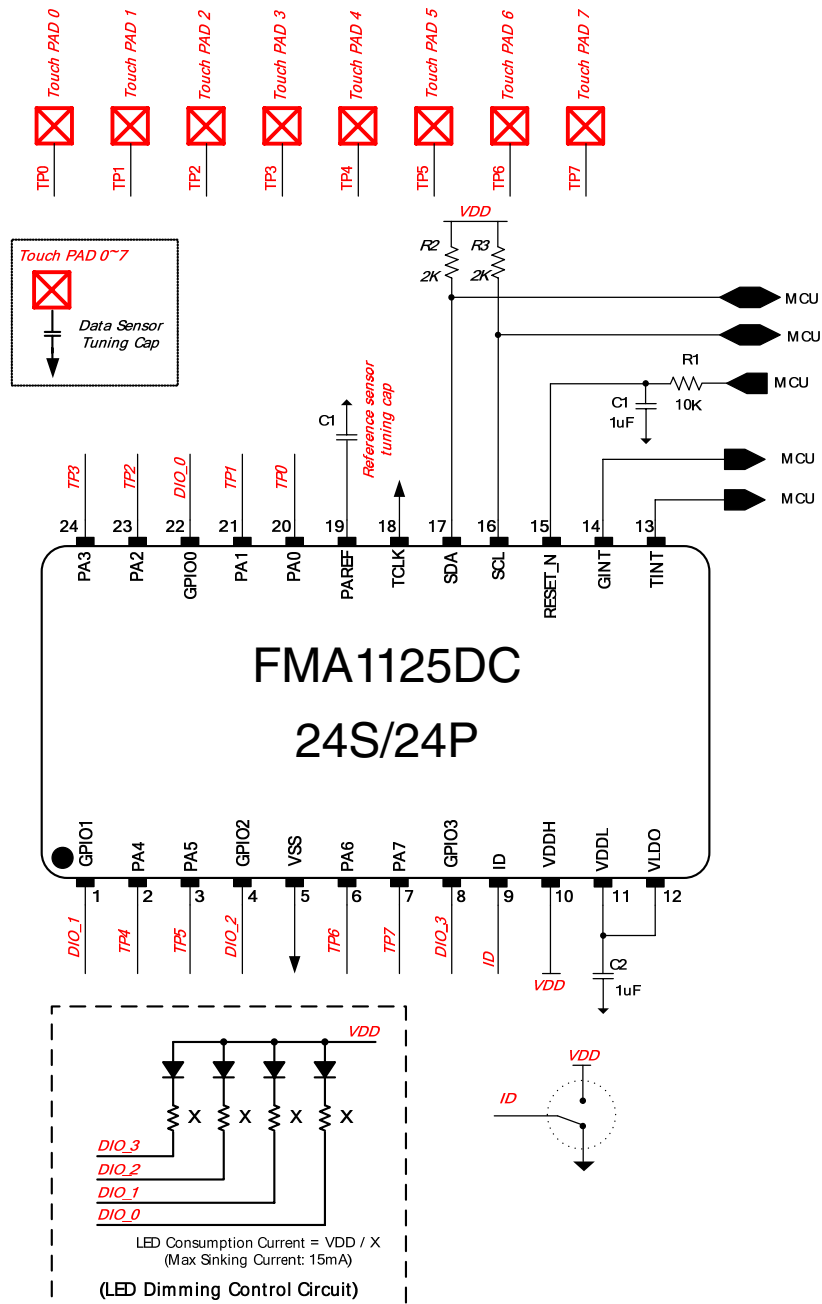 Touch PAD 0
Touch PAD 1
Touch PAD 2
Touch PAD 3
Touch PAD 4
Touch PAD 5
Touch PAD 6
Touch PAD 7
TP0
TP1
TP2
TP3
TP4
TP5
TP6
TP7
VDD
R2
R3
2K
2K
Touch PAD 0~7
Data Sensor
Tuning Cap
MCU
MCU
R1
MCU
10K
C1
1uF
C1
Reference sensor
tuning cap
MCU
MCU
TP3
TP2
DIO_0
TP1
TP0
24
23
22
21
20
19
18
17
16
15
14
13
PA3
PA2
GPIO0
PA1
PA0
PAREF
TCLK
SDA
SCL
RESET_N
GINT
TINT
FMA1125DC
24S/24P
GPIO1
PA4
PA5
GPIO2
VSS
PA6
PA7
GPIO3
ID
VDDH
VDDL
VLDO
1
2
3
4
5
6
7
8
9
10
11
12
DIO_1
TP4
TP5
DIO_2
TP6
TP7
DIO_3
ID
VDD
C2
1uF
VDD
X
X
X
X
DIO_3
DIO_2
DIO_1
DIO_0
LED Consumption Current = VDD / X
(Max Sinking Current: 15mA)
(LED Dimming Control Circuit)
VDD
ID